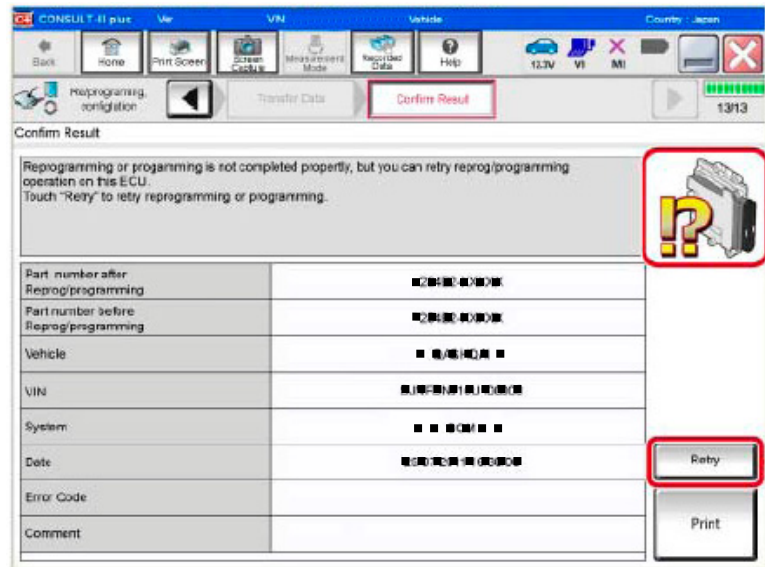 CONSULT-III plus Ver VIN Vehicle Country : Japan
Back Home Print Screen Screen Capture Measurement Mode Recorded Data Help 12.3V VI MI
Reprograming, configlation Transfer Data Confirm Result 13/13
Confirm Result
Reprogramming or progamming is not completed propertly, but you can retry reprog/programming
operation on this ECU.
Touch "Retry" to retry reprogramming or programming.
Part number after
Reprog/programming
Part number before
Reprog/programming
Vehicle
VIN
System
Date
Retry
Error Code
Comment
Print